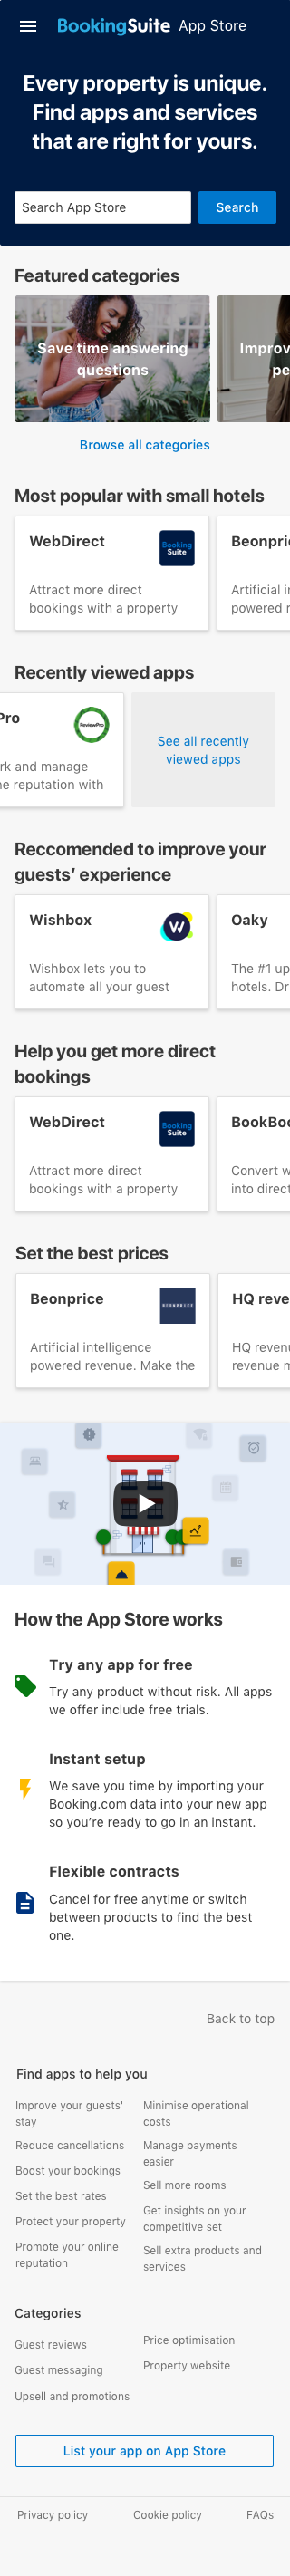 BookingSuite App Store
Every property is unique.
Find apps and services
that are right for yours.
Search App Store
Search
Featured categories
Save time answering
questions
Improv
pe
Browse all categories
Most popular with small hotels
WebDirect
Booking
Suite
Attract more direct
bookings with a property
Beonpri
Artificial i
powered r
Recently viewed apps
Pro
ReviewPro
rk and manage
ne reputation with
See all recently
viewed apps
Reccomended to improve your
guests’ experience
Wishbox
W
Wishbox lets you to
automate all your guest
Oaky
The #1 up
hotels. Dr
Help you get more direct
bookings
WebDirect
Booking
Suite
Attract more direct
bookings with a property
BookBoo
Convert w
into direct
Set the best prices
Beonprice
BEONPRICE
Artificial intelligence
powered revenue. Make the
HQ reve
HQ revenu
revenue m
How the App Store works
Try any app for free
Try any product without risk. All apps
we offer include free trials.
Instant setup
We save you time by importing your
Booking.com data into your new app
so you’re ready to go in an instant.
Flexible contracts
Cancel for free anytime or switch
between products to find the best
one.
Back to top
Find apps to help you
Improve your guests’
stay
Reduce cancellations
Boost your bookings
Set the best rates
Protect your property
Promote your online
reputation
Minimise operational
costs
Manage payments
easier
Sell more rooms
Get insights on your
competitive set
Sell extra products and
services
Categories
Guest reviews
Guest messaging
Upsell and promotions
Price optimisation
Property website
List your app on App Store
Privacy policy
Cookie policy
FAQs